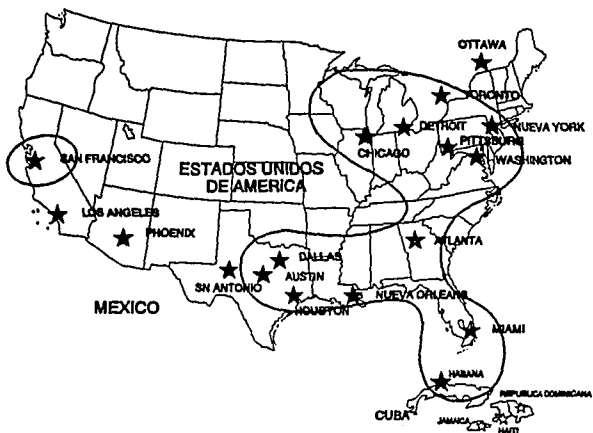 OTTAWA
TORONTO
DETROIT
NUEVA YORK
PITTSBURG
CHICAGO
WASHINGTON
SAN FRANCISCO
ESTADOS UNIDOS
DE AMERICA
LOS ANGELES
PHOENIX
ATLANTA
DALLAS
AUSTIN
SN ANTONIO
NUEVA ORLEANS
HOUSTON
MEXICO
MIAMI
HABANA
REPUBLICA DOMINICANA
CUBA
JAMAICA
HAITI